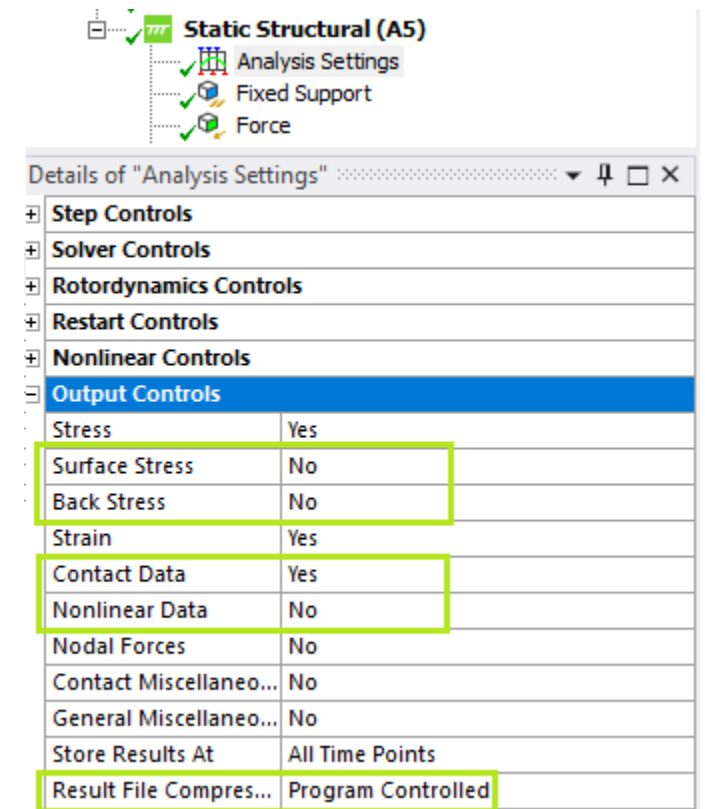 Static Structural (A5)
Analysis Settings
Fixed Support
Force
Details of "Analysis Settings"
Step Controls
Solver Controls
Rotordynamics Controls
Restart Controls
Nonlinear Controls
Output Controls
Stress Yes
Surface Stress No
Back Stress No
Strain Yes
Contact Data Yes
Nonlinear Data No
Nodal Forces No
Contact Miscellaneo... No
General Miscellaneo... No
Store Results At All Time Points
Result File Compres... Program Controlled